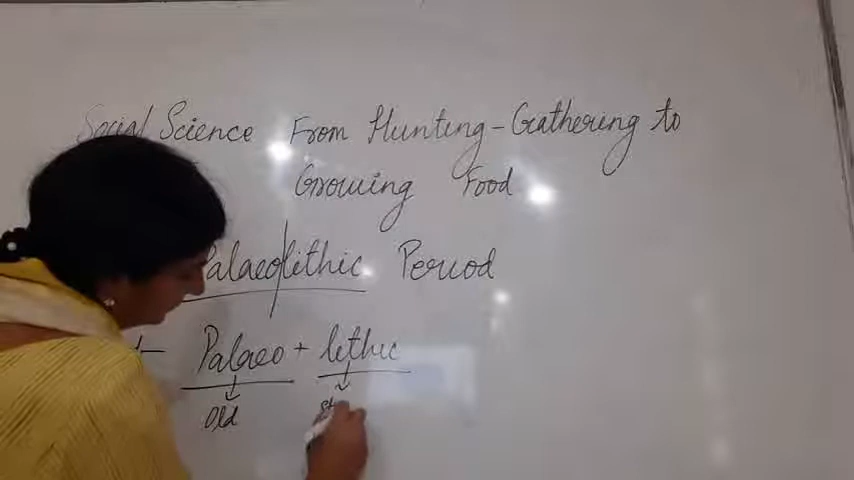 Social Science From Hunting-Gathering to
Growing Food
Palaeolithic Period
Palaeo + lithic
Old